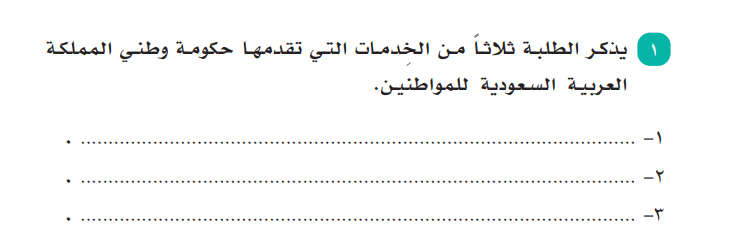 ١ يذكر الطلبة ثلاثاً من الخِدمات التي تقدمها حكومة وطني المملكة
العربية السعودية للمواطنين.
١- ..................................................................................................... .
٢- ..................................................................................................... .
٣- ..................................................................................................... .